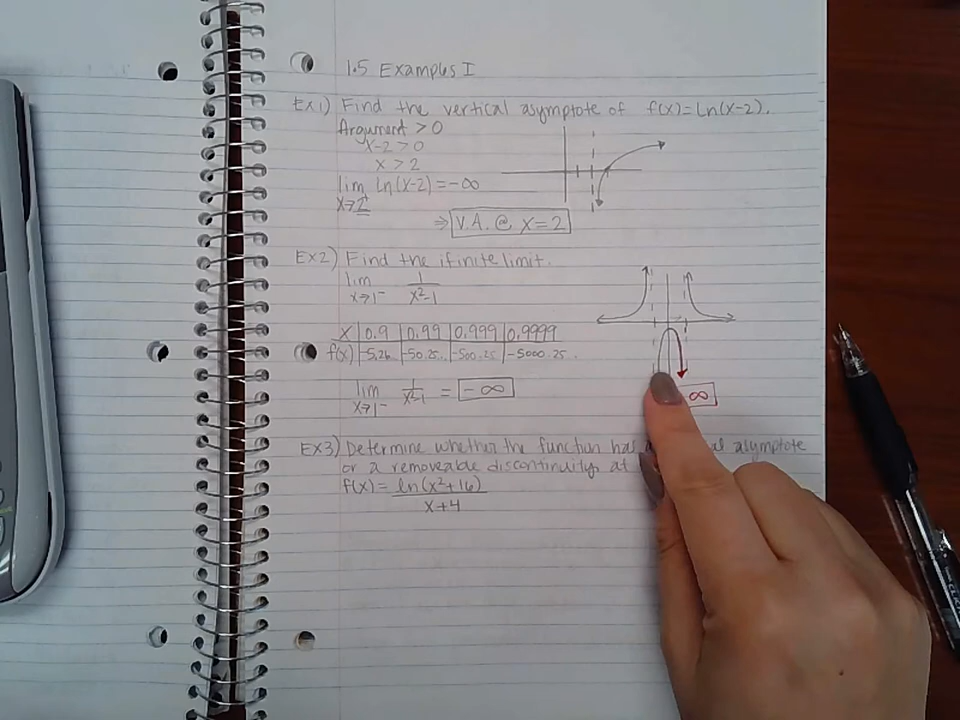 1.5 Examples I
Ex1) Find the vertical asymptote of f(x)=ln(x-2).
Argument > 0
x-2 > 0
x > 2
lim ln(x-2) = -∞
x→2⁺
⇒ V.A. @ x=2
Ex2) Find the ifinite limit.
lim 1/(x²-1)
x→1⁻
x | 0.9 | 0.99 | 0.999 | 0.9999
f(x) | -5.26 | -50.25 | -500.25 | -5000.25
lim 1/(x²-1) = -∞
x→1⁻
∞
Ex3) Determine whether the function has asymptote
or a removeable discontinuity at
f(x) = ln(x²+16)
x+4